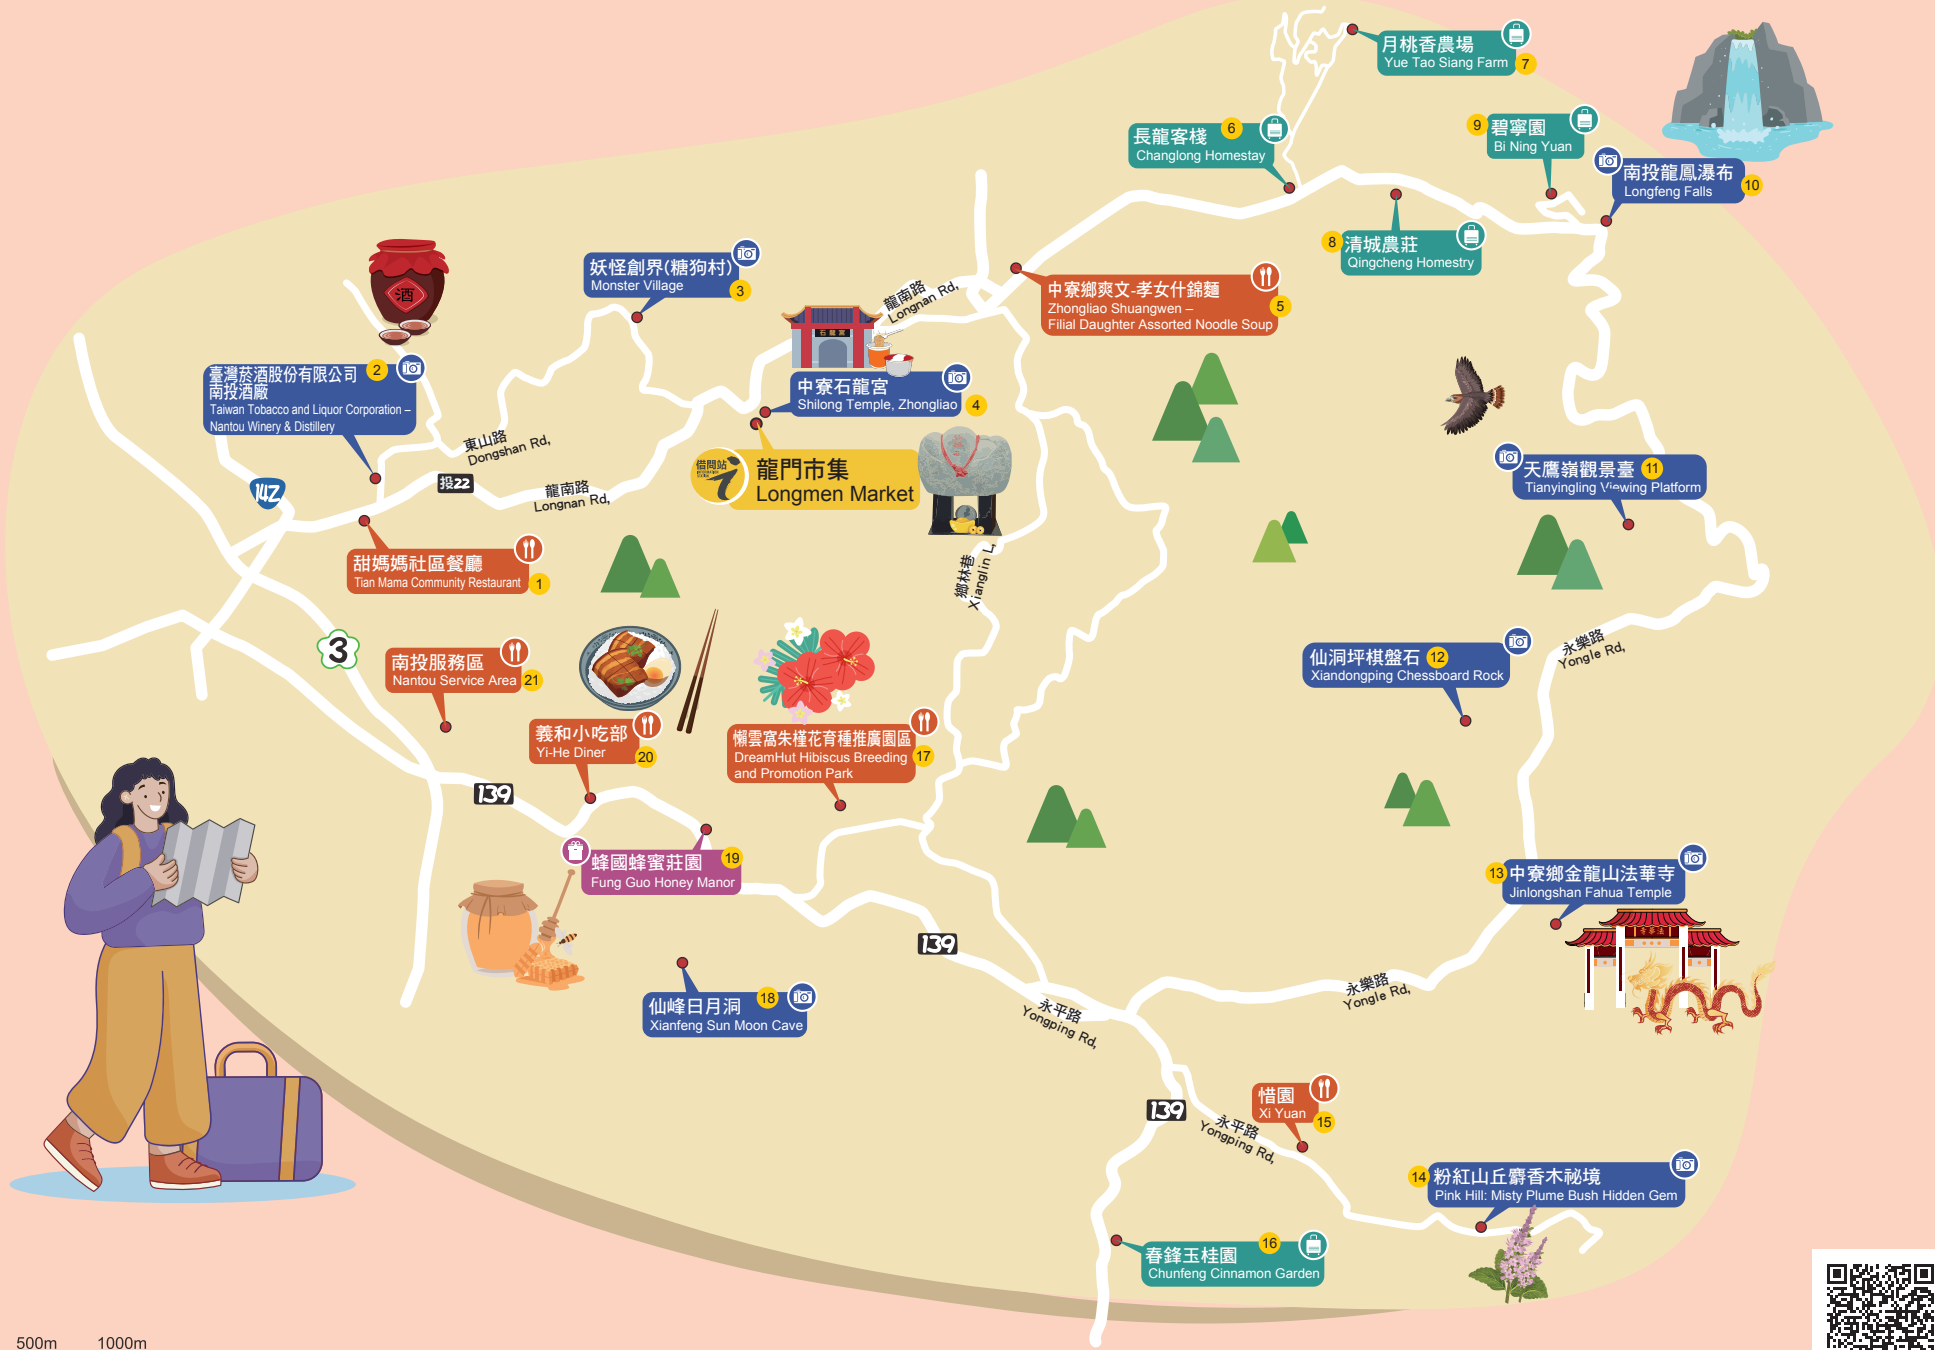 月桃香農場
Yue Tao Siang Farm
7
長龍客棧
6
Changlong Homestay
9
碧寧園
Bi Ning Yuan
南投龍鳳瀑布
Longfeng Falls
10
8
清城農莊
Qingcheng Homestry
妖怪創界(糖狗村)
Monster Village
3
酒
龍南路
Longnan Rd,
中寮鄉爽文-孝女什錦麵
Zhongliao Shuangwen –
Filial Daughter Assorted Noodle Soup
5
石龍宮
臺灣菸酒股份有限公司
南投酒廠
2
Taiwan Tobacco and Liquor Corporation –
Nantou Winery & Distillery
中寮石龍宮
Shilong Temple, Zhongliao
4
東山路
Dongshan Rd,
借問站
龍門市集
Longmen Market
投22
龍南路
Longnan Rd,
14乙
天鷹嶺觀景臺
11
Tianyingling Viewing Platform
甜媽媽社區餐廳
Tian Mama Community Restaurant
1
鄉林巷
Xianglin L,
3
南投服務區
Nantou Service Area
21
永樂路
Yongle Rd,
仙洞坪棋盤石
12
Xiandongping Chessboard Rock
義和小吃部
Yi-He Diner
20
懶雲窩朱槿花育種推廣園區
DreamHut Hibiscus Breeding
and Promotion Park
17
139
蜂國蜂蜜莊園
19
Fung Guo Honey Manor
13
中寮鄉金龍山法華寺
Jinlongshan Fahua Temple
寺華法
139
仙峰日月洞
18
Xianfeng Sun Moon Cave
永平路
Yongping Rd,
永樂路
Yongle Rd,
139
惜園
Xi Yuan
15
永平路
Yongping Rd,
14
粉紅山丘麝香木祕境
Pink Hill: Misty Plume Bush Hidden Gem
春鋒玉桂園
16
Chunfeng Cinnamon Garden
500m
1000m